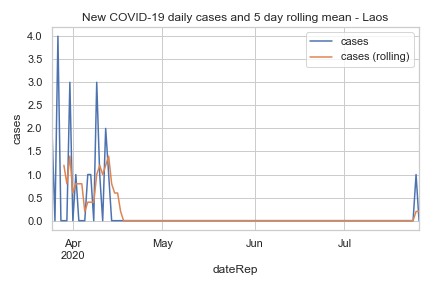 New COVID-19 daily cases and 5 day rolling mean - Laos
cases
cases (rolling)
cases
4.0
3.5
3.0
2.5
2.0
1.5
1.0
0.5
0.0
Apr
2020
May
Jun
Jul
dateRep